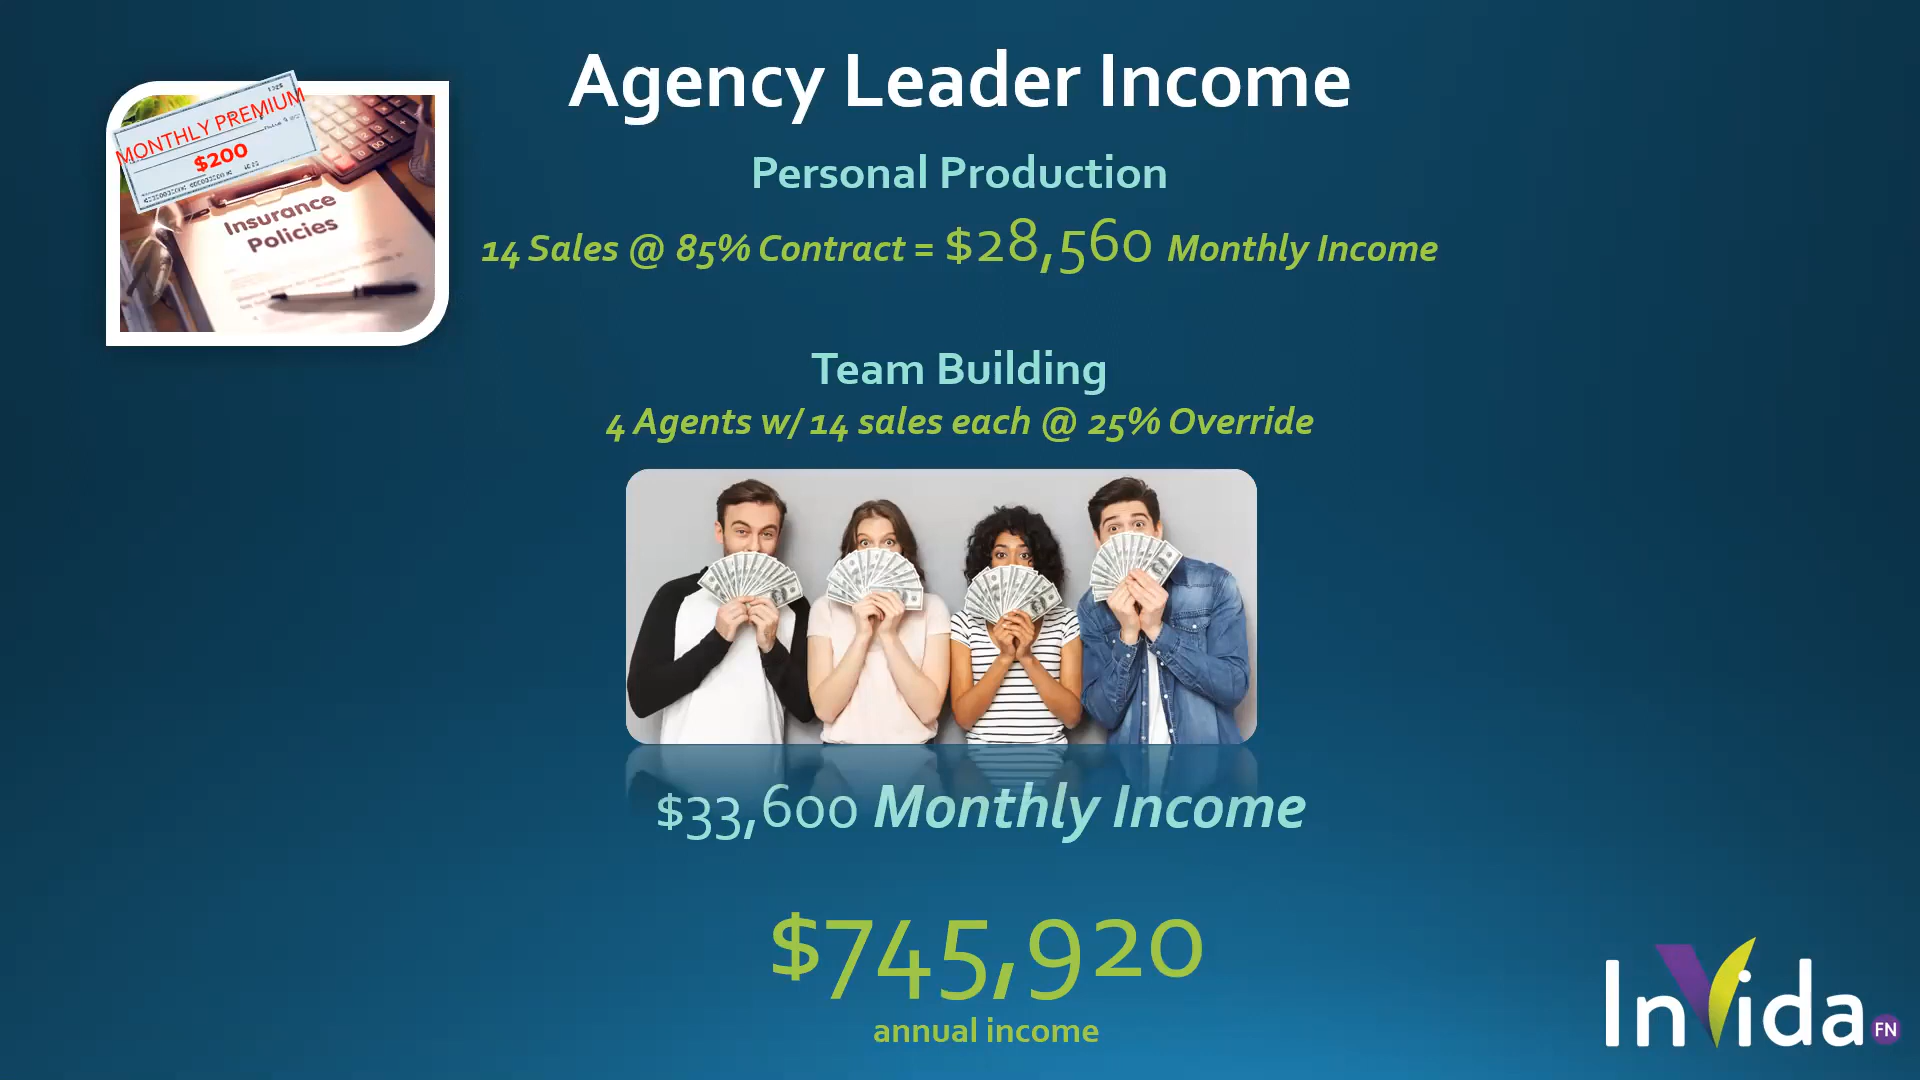 Agency Leader Income
MONTHLY PREMIUM
$200
Insurance
Policies
Personal Production
14 Sales @ 85% Contract = $28,560 Monthly Income
Team Building
4 Agents w/ 14 sales each @ 25% Override
$33,600 Monthly Income
$745,920
annual income
InVida FN